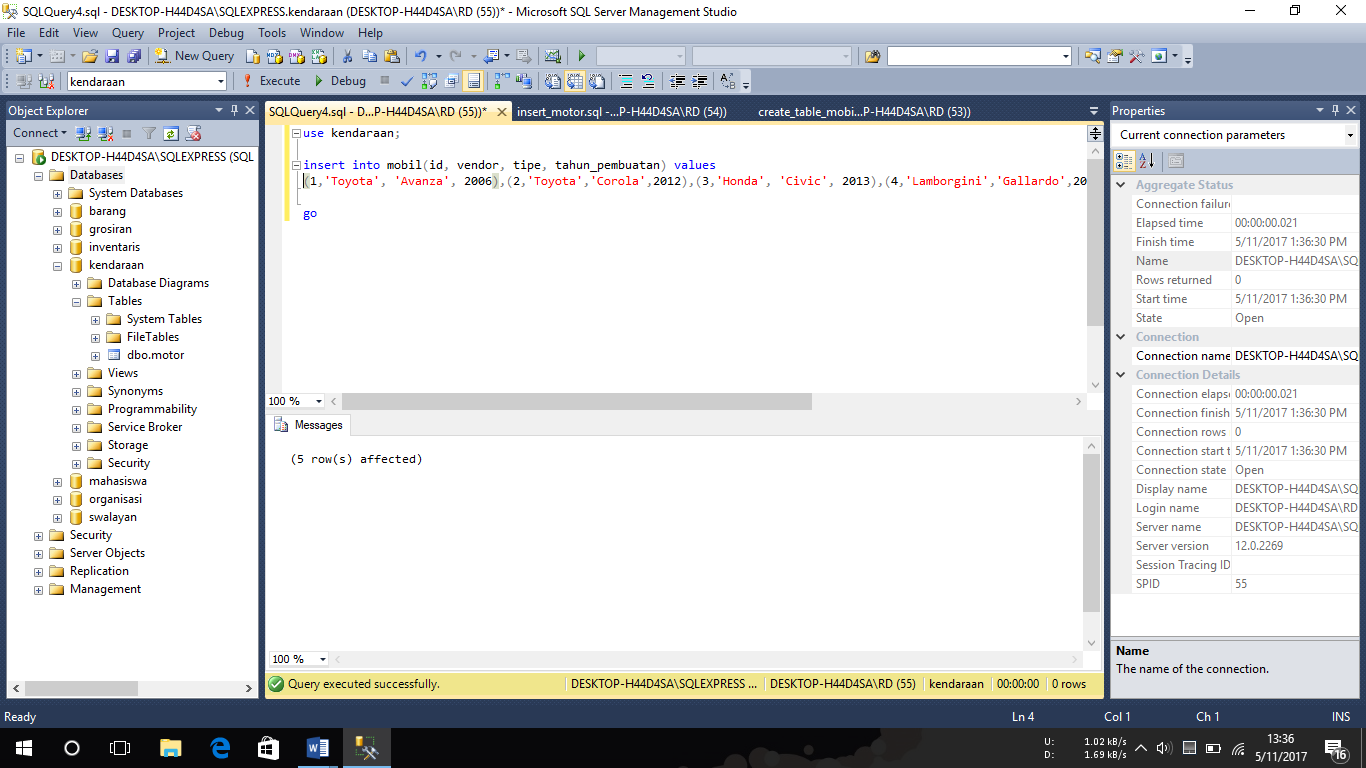 SQLQuery4.sql - DESKTOP-H44D4SA\SQLEXPRESS.kendaraan (DESKTOP-H44D4SA\RD (55))* - Microsoft SQL Server Management Studio
File Edit View Query Project Debug Tools Window Help
New Query
kendaraan Execute Debug
Object Explorer
Connect
DESKTOP-H44D4SA\SQLEXPRESS (SQL
Databases
System Databases
barang
grosiran
inventaris
kendaraan
Database Diagrams
Tables
System Tables
FileTables
dbo.motor
Views
Synonyms
Programmability
Service Broker
Storage
Security
mahasiswa
organisasi
swalayan
Security
Server Objects
Replication
Management
SQLQuery4.sql - D...P-H44D4SA\RD (55))* insert_motor.sql -...P-H44D4SA\RD (54)) create_table_mobi...P-H44D4SA\RD (53))
use kendaraan;
insert into mobil(id, vendor, tipe, tahun_pembuatan) values
(1,'Toyota', 'Avanza', 2006),(2,'Toyota','Corola',2012),(3,'Honda', 'Civic', 2013),(4,'Lamborgini','Gallardo',20
go
100 %
Messages
(5 row(s) affected)
100 %
Query executed successfully. DESKTOP-H44D4SA\SQLEXPRESS ... DESKTOP-H44D4SA\RD (55) kendaraan 00:00:00 0 rows
Properties
Current connection parameters
Aggregate Status
Connection failure
Elapsed time 00:00:00.021
Finish time 5/11/2017 1:36:30 PM
Name DESKTOP-H44D4SA\SQ
Rows returned 0
Start time 5/11/2017 1:36:30 PM
State Open
Connection
Connection name DESKTOP-H44D4SA\SQ
Connection Details
Connection elapse 00:00:00.021
Connection finish 5/11/2017 1:36:30 PM
Connection rows 0
Connection start t 5/11/2017 1:36:30 PM
Connection state Open
Display name DESKTOP-H44D4SA\SQ
Login name DESKTOP-H44D4SA\RD
Server name DESKTOP-H44D4SA\SQ
Server version 12.0.2269
Session Tracing ID
SPID 55
Name
The name of the connection.
Ready Ln 4 Col 1 Ch 1 INS
U: 1.02 kB/s
D: 1.69 kB/s
13:36
5/11/2017
16